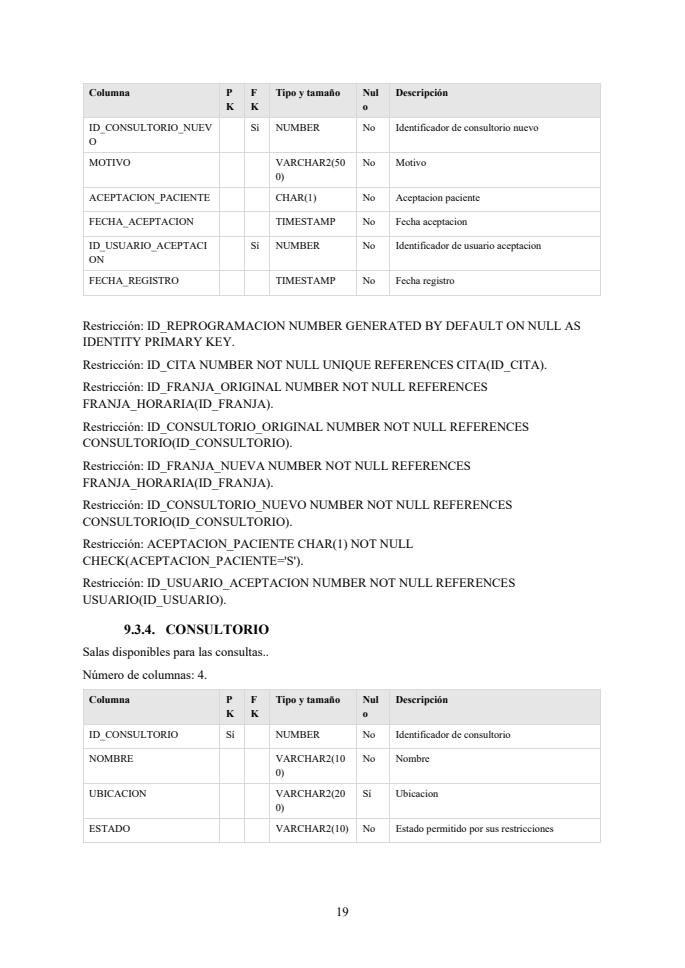 Columna P K F K Tipo y tamaño Nul o Descripción
ID_CONSULTORIO_NUEV O Sí NUMBER No Identificador de consultorio nuevo
MOTIVO VARCHAR2(50 0) No Motivo
ACEPTACION_PACIENTE CHAR(1) No Aceptacion paciente
FECHA_ACEPTACION TIMESTAMP No Fecha aceptacion
ID_USUARIO_ACEPTACI ON Sí NUMBER No Identificador de usuario aceptacion
FECHA_REGISTRO TIMESTAMP No Fecha registro
Restricción: ID_REPROGRAMACION NUMBER GENERATED BY DEFAULT ON NULL AS
IDENTITY PRIMARY KEY.
Restricción: ID_CITA NUMBER NOT NULL UNIQUE REFERENCES CITA(ID_CITA).
Restricción: ID_FRANJA_ORIGINAL NUMBER NOT NULL REFERENCES
FRANJA_HORARIA(ID_FRANJA).
Restricción: ID_CONSULTORIO_ORIGINAL NUMBER NOT NULL REFERENCES
CONSULTORIO(ID_CONSULTORIO).
Restricción: ID_FRANJA_NUEVA NUMBER NOT NULL REFERENCES
FRANJA_HORARIA(ID_FRANJA).
Restricción: ID_CONSULTORIO_NUEVO NUMBER NOT NULL REFERENCES
CONSULTORIO(ID_CONSULTORIO).
Restricción: ACEPTACION_PACIENTE CHAR(1) NOT NULL
CHECK(ACEPTACION_PACIENTE='S').
Restricción: ID_USUARIO_ACEPTACION NUMBER NOT NULL REFERENCES
USUARIO(ID_USUARIO).
9.3.4. CONSULTORIO
Salas disponibles para las consultas..
Número de columnas: 4.
Columna P K F K Tipo y tamaño Nul o Descripción
ID_CONSULTORIO Sí NUMBER No Identificador de consultorio
NOMBRE VARCHAR2(10 0) No Nombre
UBICACION VARCHAR2(20 0) Sí Ubicacion
ESTADO VARCHAR2(10) No Estado permitido por sus restricciones
19